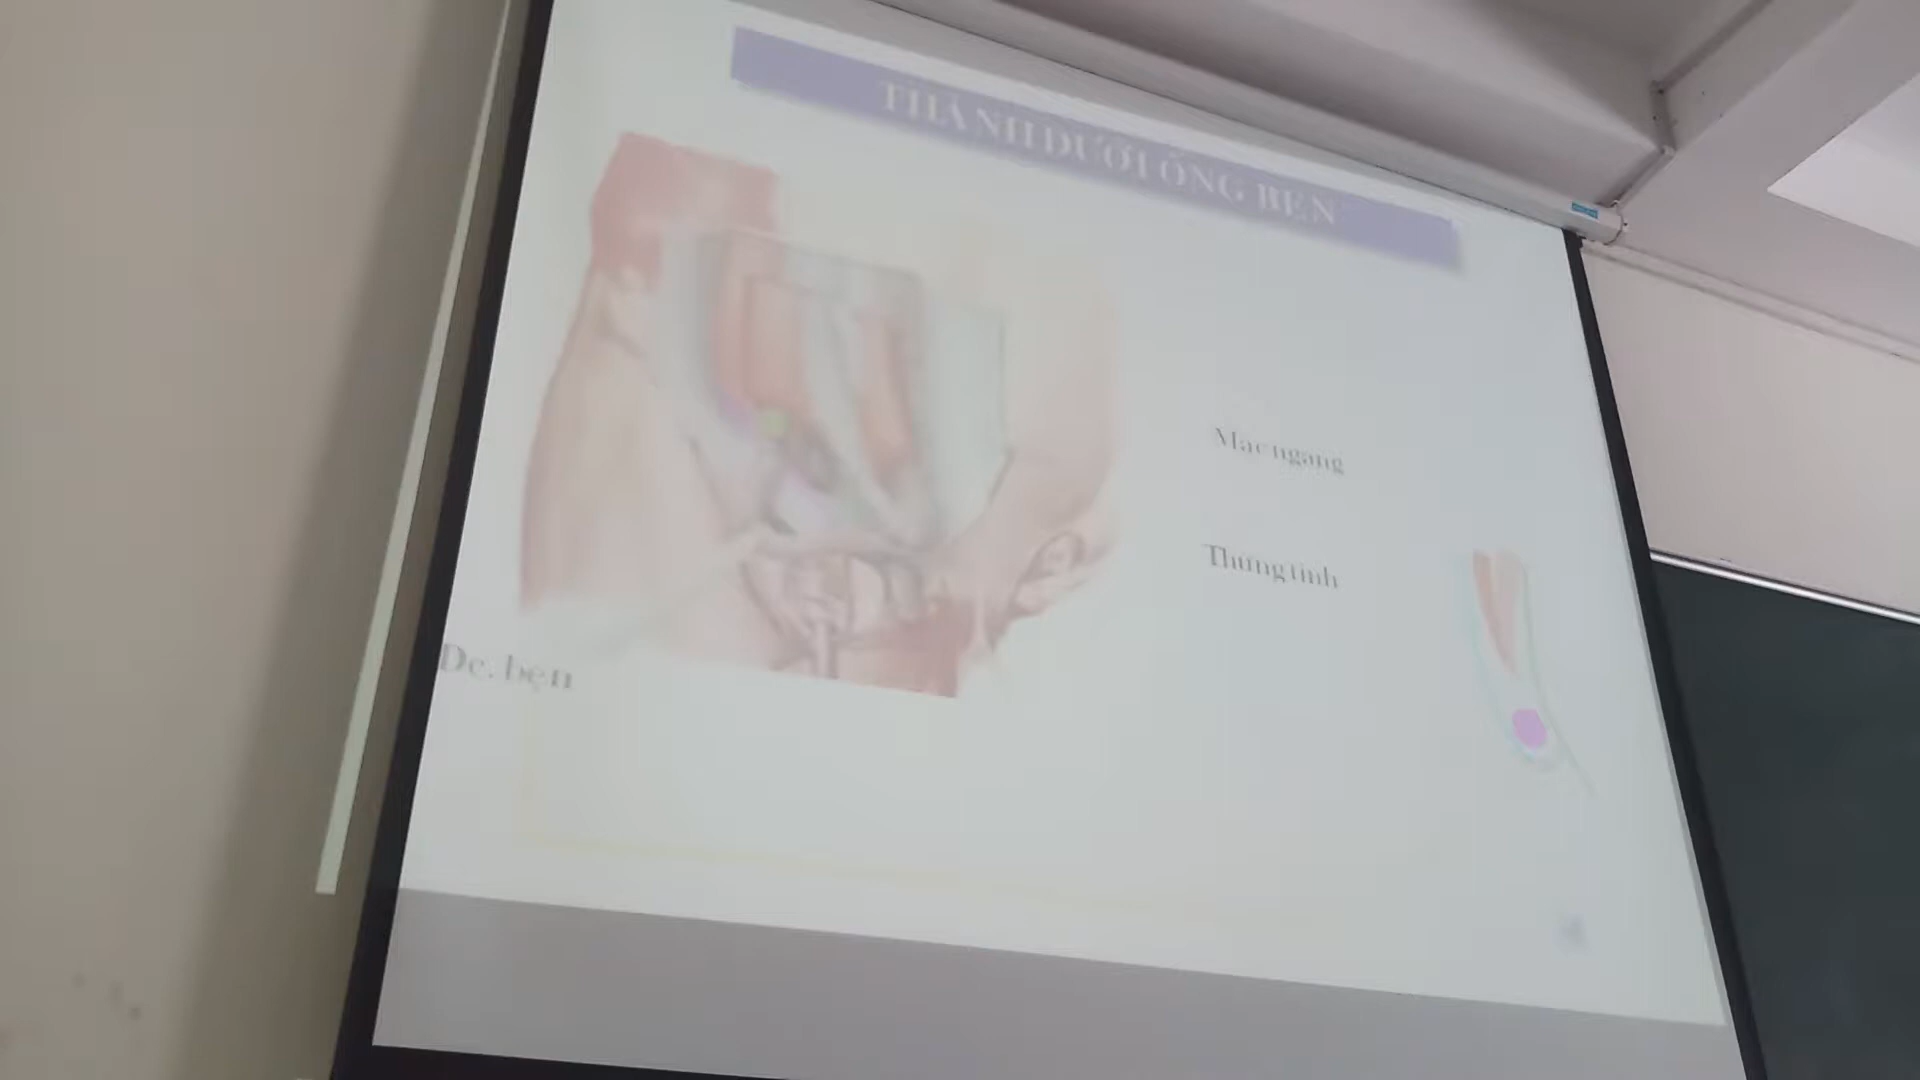 THÀNH DƯỚI ỐNG BẸN
Mạc ngang
Thừng tinh
Dc. bẹn